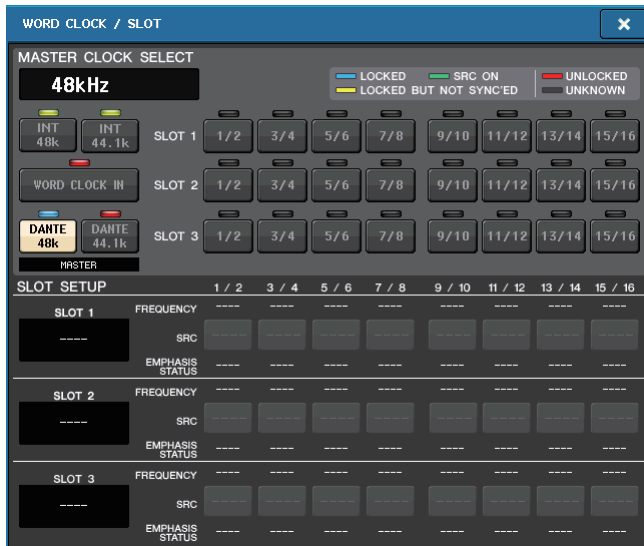 WORD CLOCK / SLOT
MASTER CLOCK SELECT
48kHz
LOCKED SRC ON UNLOCKED
LOCKED BUT NOT SYNC'ED UNKNOWN
INT 48k INT 44.1k SLOT 1 1/2 3/4 5/6 7/8 9/10 11/12 13/14 15/16
WORD CLOCK IN SLOT 2 1/2 3/4 5/6 7/8 9/10 11/12 13/14 15/16
DANTE 48k DANTE 44.1k SLOT 3 1/2 3/4 5/6 7/8 9/10 11/12 13/14 15/16
MASTER
SLOT SETUP 1 / 2 3 / 4 5 / 6 7 / 8 9 / 10 11 / 12 13 / 14 15 / 16
SLOT 1 FREQUENCY ---- ---- ---- ---- ---- ---- ---- ----
---- SRC ---- ---- ---- ---- ---- ---- ---- ----
EMPHASIS STATUS ---- ---- ---- ---- ---- ---- ---- ----
SLOT 2 FREQUENCY ---- ---- ---- ---- ---- ---- ---- ----
---- SRC ---- ---- ---- ---- ---- ---- ---- ----
EMPHASIS STATUS ---- ---- ---- ---- ---- ---- ---- ----
SLOT 3 FREQUENCY ---- ---- ---- ---- ---- ---- ---- ----
---- SRC ---- ---- ---- ---- ---- ---- ---- ----
EMPHASIS STATUS ---- ---- ---- ---- ---- ---- ---- ----